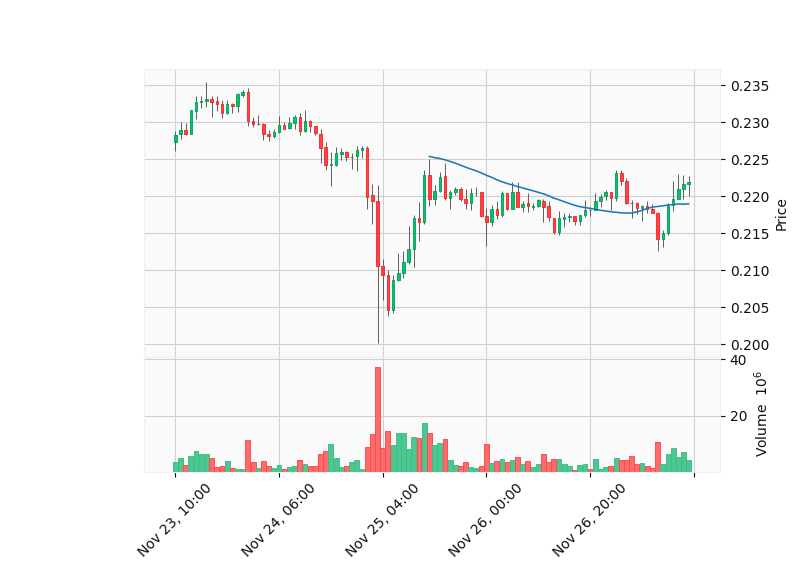 0.235
0.230
0.225
0.220
0.215
0.210
0.205
0.200
Price
40
20
Volume 10^6
Nov 23, 10:00
Nov 24, 06:00
Nov 25, 04:00
Nov 26, 00:00
Nov 26, 20:00